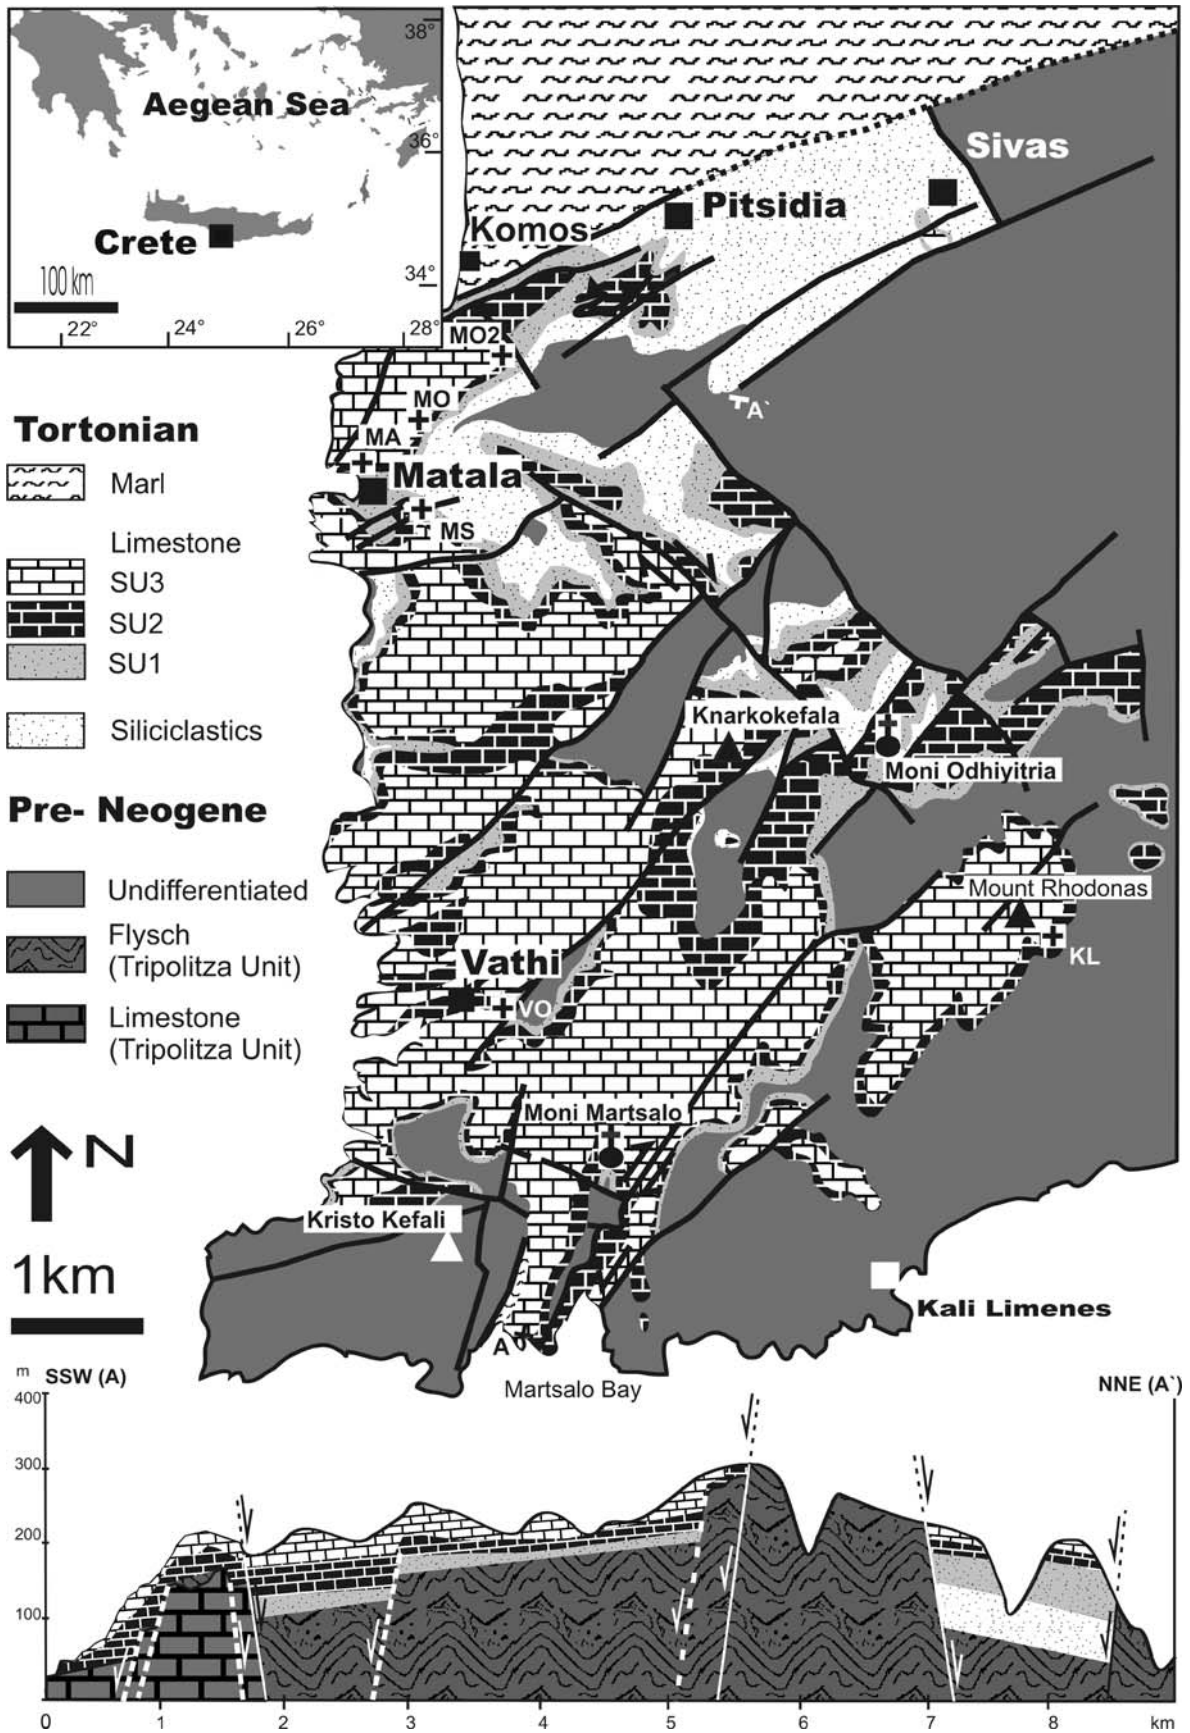 38°
Aegean Sea
36°
Crete
34°
100 km
22°
24°
26°
28°
Sivas
Pitsidia
Komos
MO2
MO
A`
MA
Matala
MS
Tortonian
Marl
Limestone
SU3
SU2
SU1
Siliciclastics
Pre- Neogene
Undifferentiated
Flysch
(Tripolitza Unit)
Limestone
(Tripolitza Unit)
N
1km
Knarkokefala
Moni Odhiyitria
Mount Rhodonas
KL
Vathi
VO
Moni Martsalo
Kristo Kefali
Kali Limenes
A
Martsalo Bay
m
SSW (A)
NNE (A`)
400
300
200
100
0
1
2
3
4
5
6
7
8
km